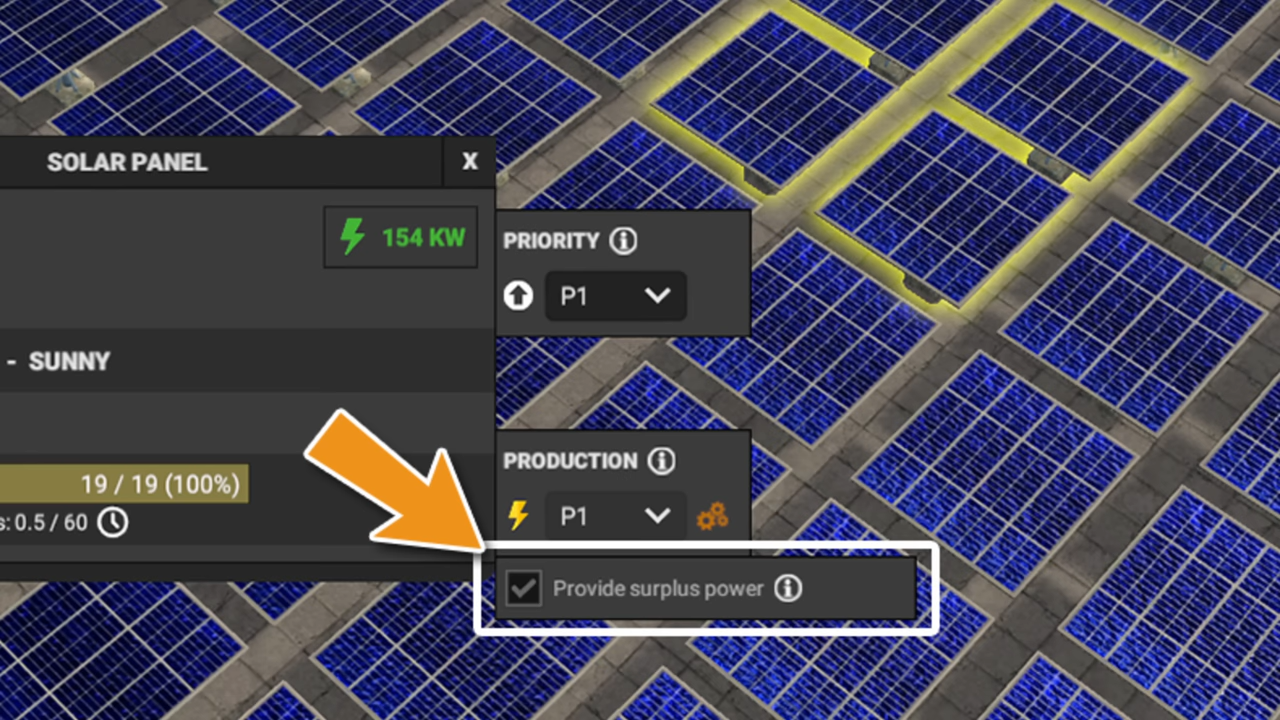 SOLAR PANEL X
154 KW
PRIORITY
P1
- SUNNY
PRODUCTION
19 / 19 (100%)
P1
s: 0.5 / 60
Provide surplus power